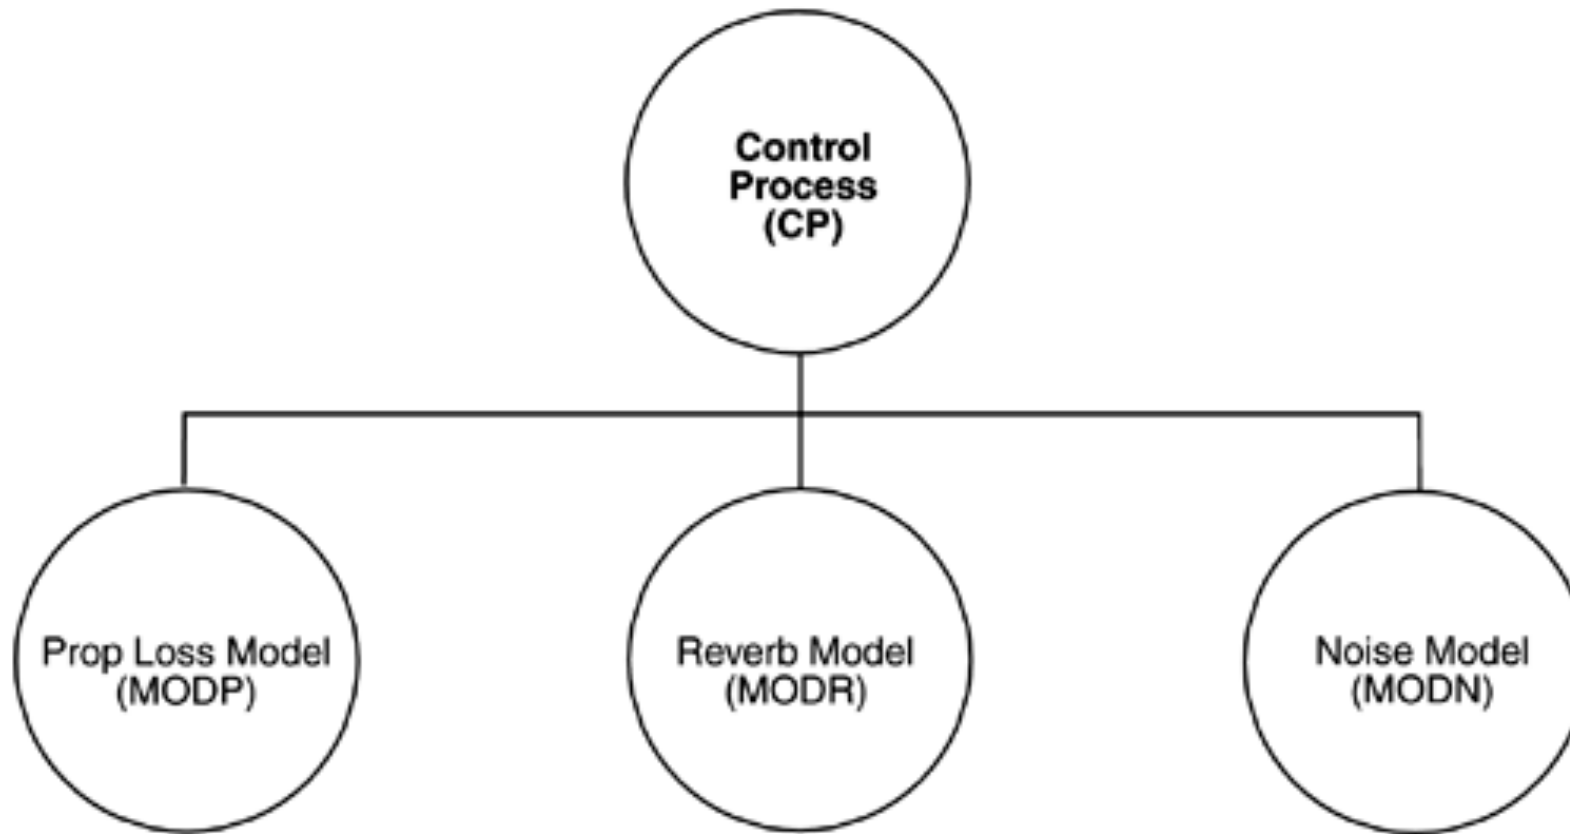 Control
Process
(CP)
Prop Loss Model
(MODP)
Reverb Model
(MODR)
Noise Model
(MODN)